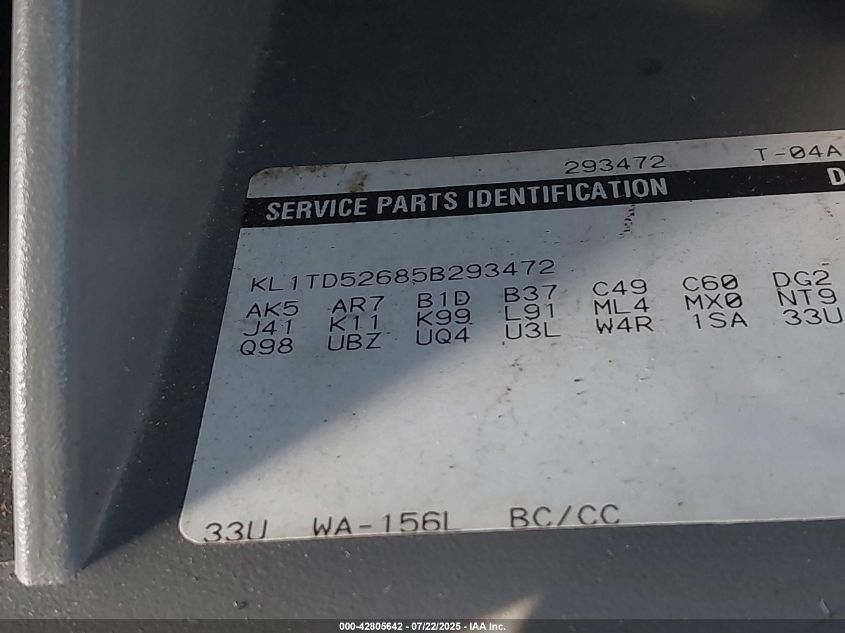 293472 T-04A
SERVICE PARTS IDENTIFICATION D
KL1TD52685B293472
AK5 AR7 B1D B37 C49 C60 DG2
J41 K11 K99 L91 ML4 MX0 NT9
Q98 UBZ UQ4 U3L W4R 1SA 33U
33U WA-156L BC/CC
000-42805642 - 07/22/2025 - IAA Inc.